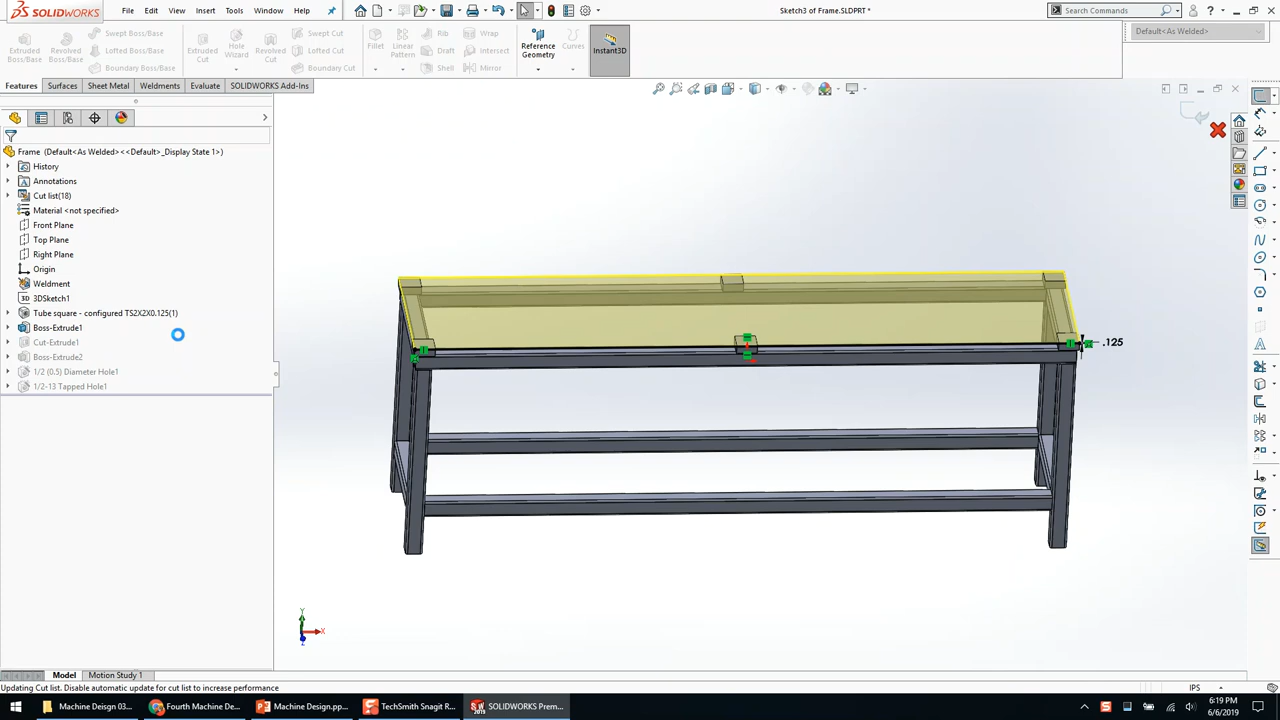 SOLIDWORKS
File Edit View Insert Tools Window Help
Sketch3 of Frame.SLDPRT *
Search Commands
Extruded Boss/Base
Revolved Boss/Base
Swept Boss/Base
Lofted Boss/Base
Boundary Boss/Base
Extruded Cut
Hole Wizard
Revolved Cut
Swept Cut
Lofted Cut
Boundary Cut
Fillet
Linear Pattern
Rib
Draft
Shell
Wrap
Intersect
Mirror
Reference Geometry
Curves
Instant3D
Default<As Welded>
Features Surfaces Sheet Metal Weldments Evaluate SOLIDWORKS Add-Ins
Frame (Default<As Welded><<Default>_Display State 1>)
History
Annotations
Cut list(18)
Material <not specified>
Front Plane
Top Plane
Right Plane
Origin
Weldment
3D 3DSketch1
Tube square - configured TS2X2X0.125(1)
Boss-Extrude1
Cut-Extrude1
Boss-Extrude2
1/2 (0.5) Diameter Hole1
1/2-13 Tapped Hole1
.125
Y
X
Z
Model Motion Study 1
Updating Cut list. Disable automatic update for cut list to increase performance
IPS
Machine Deisgn 03...
Fourth Machine De...
Machine Design.pp...
TechSmith Snagit R...
SOLIDWORKS Prem...
6:19 PM
6/6/2019